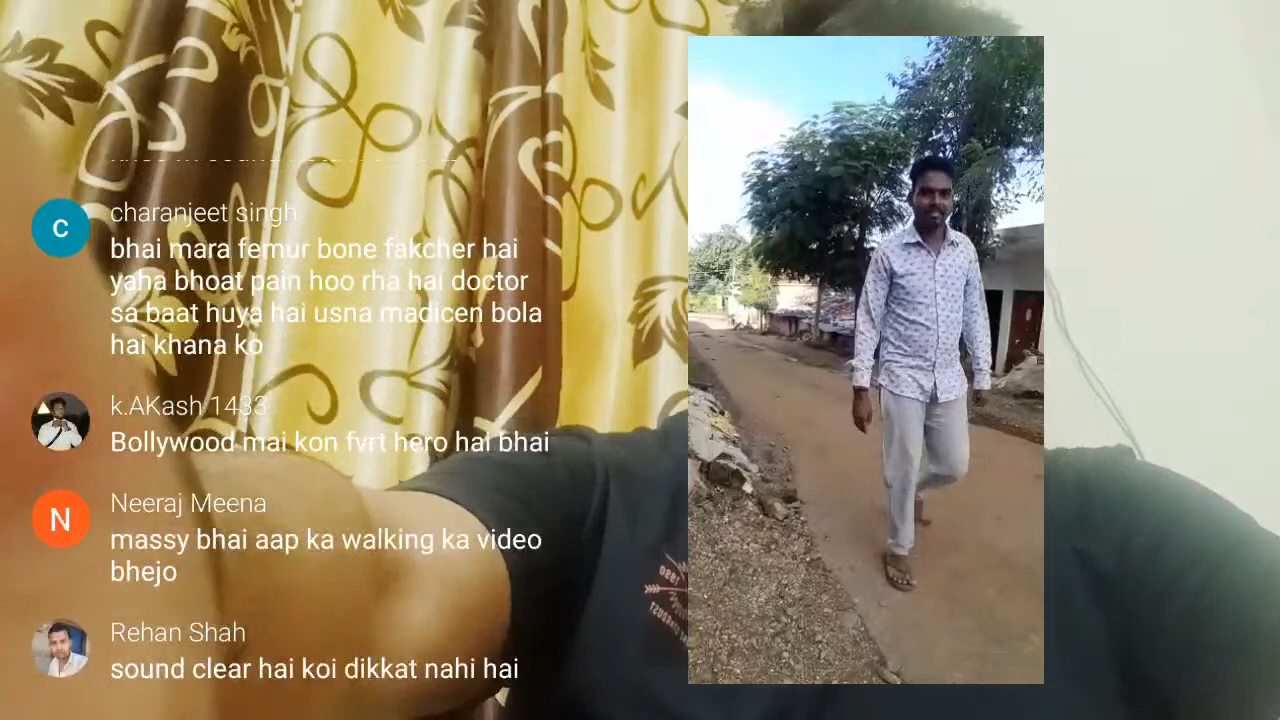 C
charanjeet singh
bhai mara femur bone fakcher hai
yaha bhoat pain hoo rha hai doctor
sa baat huya hai usna madicen bola
hai khana ko
k.AKash 1433
Bollywood mai kon fvrt hero hai bhai
N
Neeraj Meena
massy bhai aap ka walking ka video
bhejo
Rehan Shah
sound clear hai koi dikkat nahi hai